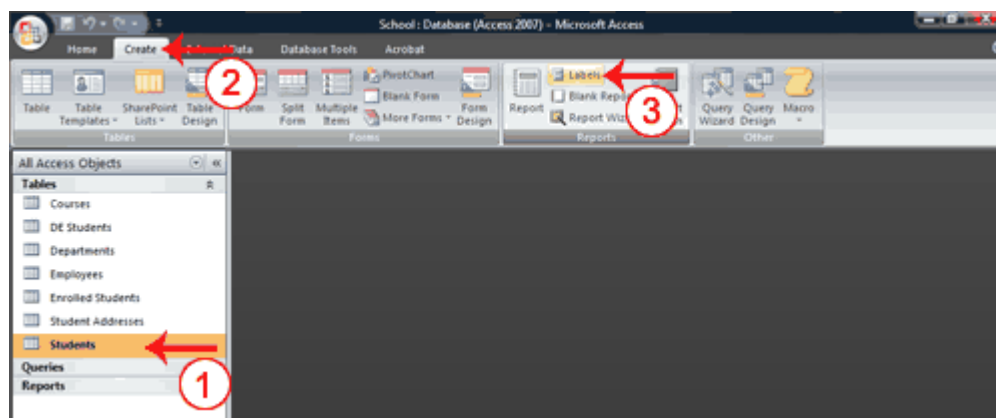 School : Database (Access 2007) - Microsoft Access
Home Create Data Database Tools Acrobat
2
Table Table Templates SharePoint Lists Table Design
Form Split Form Multiple Items PivotChart Blank Form More Forms Form Design
Report Labels Blank Report Report Wiz
3
Query Wizard Query Design Macro
Tables Forms Reports Other
All Access Objects
Tables
Courses
DE Students
Departments
Employees
Enrolled Students
Student Addresses
Students
Queries
Reports
1